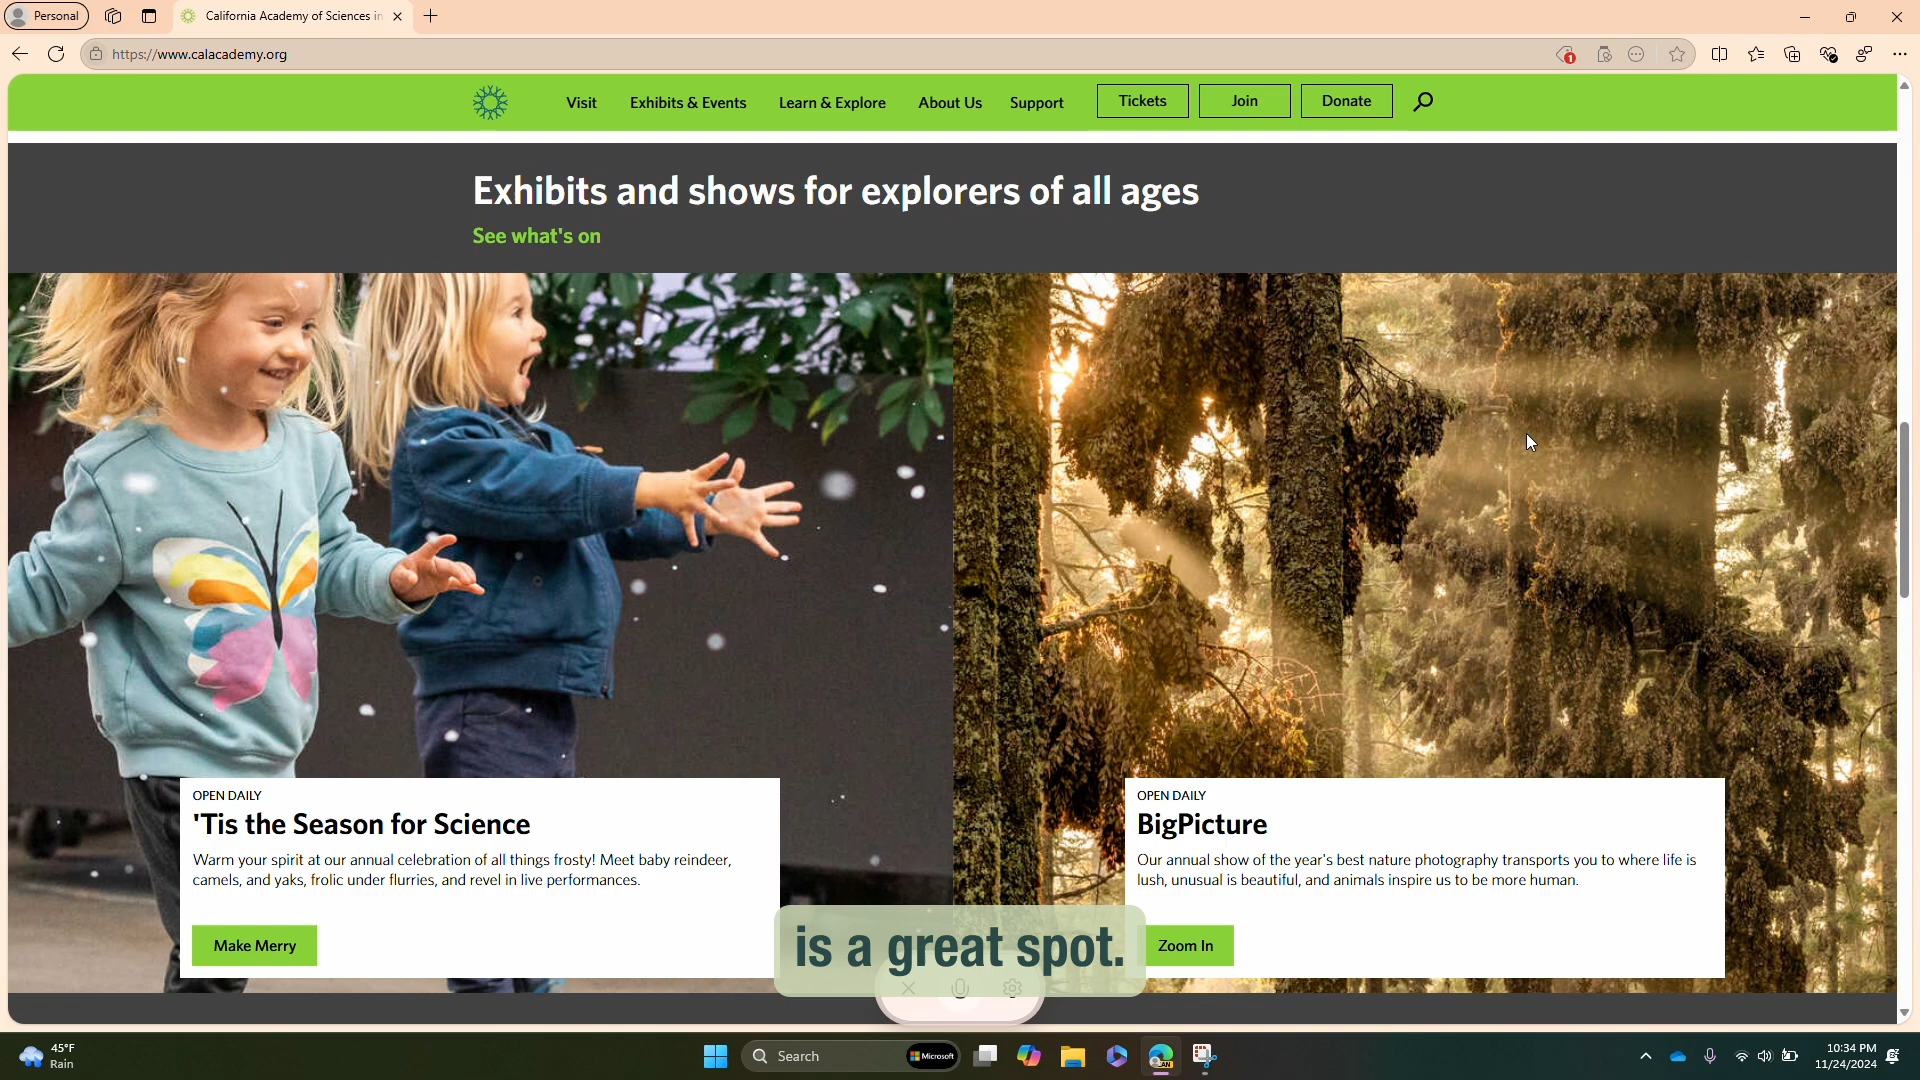 Personal
California Academy of Sciences in
https://www.calacademy.org
1
Visit
Exhibits & Events
Learn & Explore
About Us
Support
Tickets
Join
Donate
Exhibits and shows for explorers of all ages
See what's on
OPEN DAILY
'Tis the Season for Science
Warm your spirit at our annual celebration of all things frosty! Meet baby reindeer,
camels, and yaks, frolic under flurries, and revel in live performances.
Make Merry
OPEN DAILY
BigPicture
Our annual show of the year's best nature photography transports you to where life is
lush, unusual is beautiful, and animals inspire us to be more human.
Zoom In
is a great spot.
45°F
Rain
Search
Microsoft
CAN
10:34 PM
11/24/2024